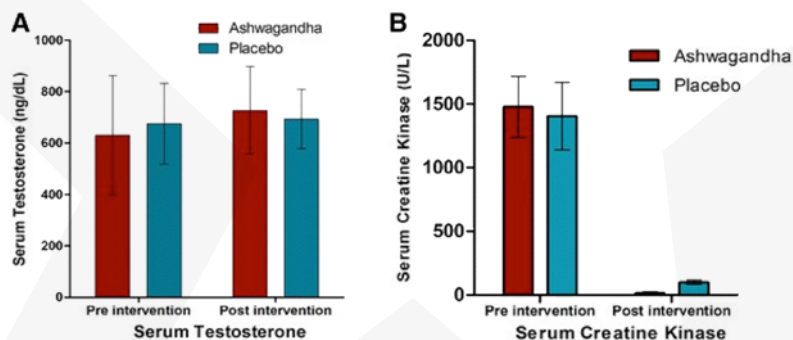 A
Ashwagandha
Placebo
Serum Testosterone (ng/dL)
1000
800
600
400
200
0
Pre intervention
Post intervention
Serum Testosterone
B
Ashwagandha
Placebo
Serum Creatine Kinase (U/L)
2000
1500
1000
500
0
Pre intervention
Post intervention
Serum Creatine Kinase